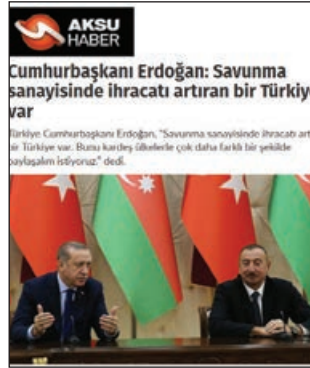 AKSU
HABER
Cumhurbaşkanı Erdoğan: Savunma
sanayisinde ihracatı artıran bir Türkiye
var
Türkiye Cumhurbaşkanı Erdoğan, "Savunma sanayisinde ihracatı art
bir Türkiye var. Bunu kardeş ülkelerle çok daha farklı bir şekilde
paylaşalım istiyoruz." dedi.